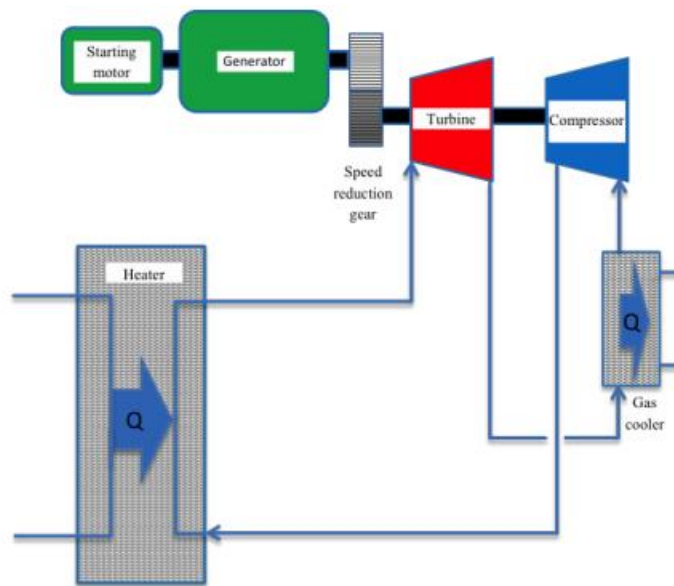 Starting
motor
Generator
Turbine
Compressor
Speed
reduction
gear
Heater
Q
Q
Gas
cooler